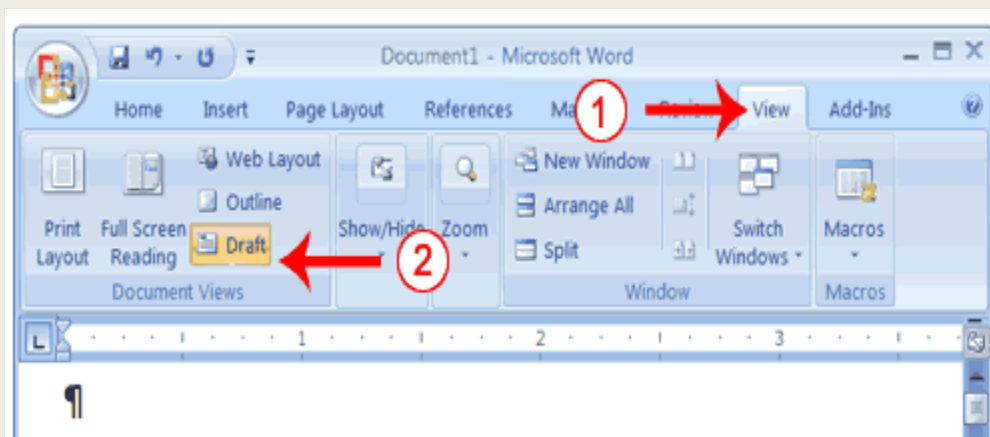 Document1 - Microsoft Word
Home Insert Page Layout References 1 View Add-Ins
Web Layout
New Window
Outline
Arrange All
Print Layout
Full Screen Reading
Draft
Show/Hide
Zoom
2
Split
Switch Windows
Macros
Document Views
Window
Macros
L 1 2 3
¶